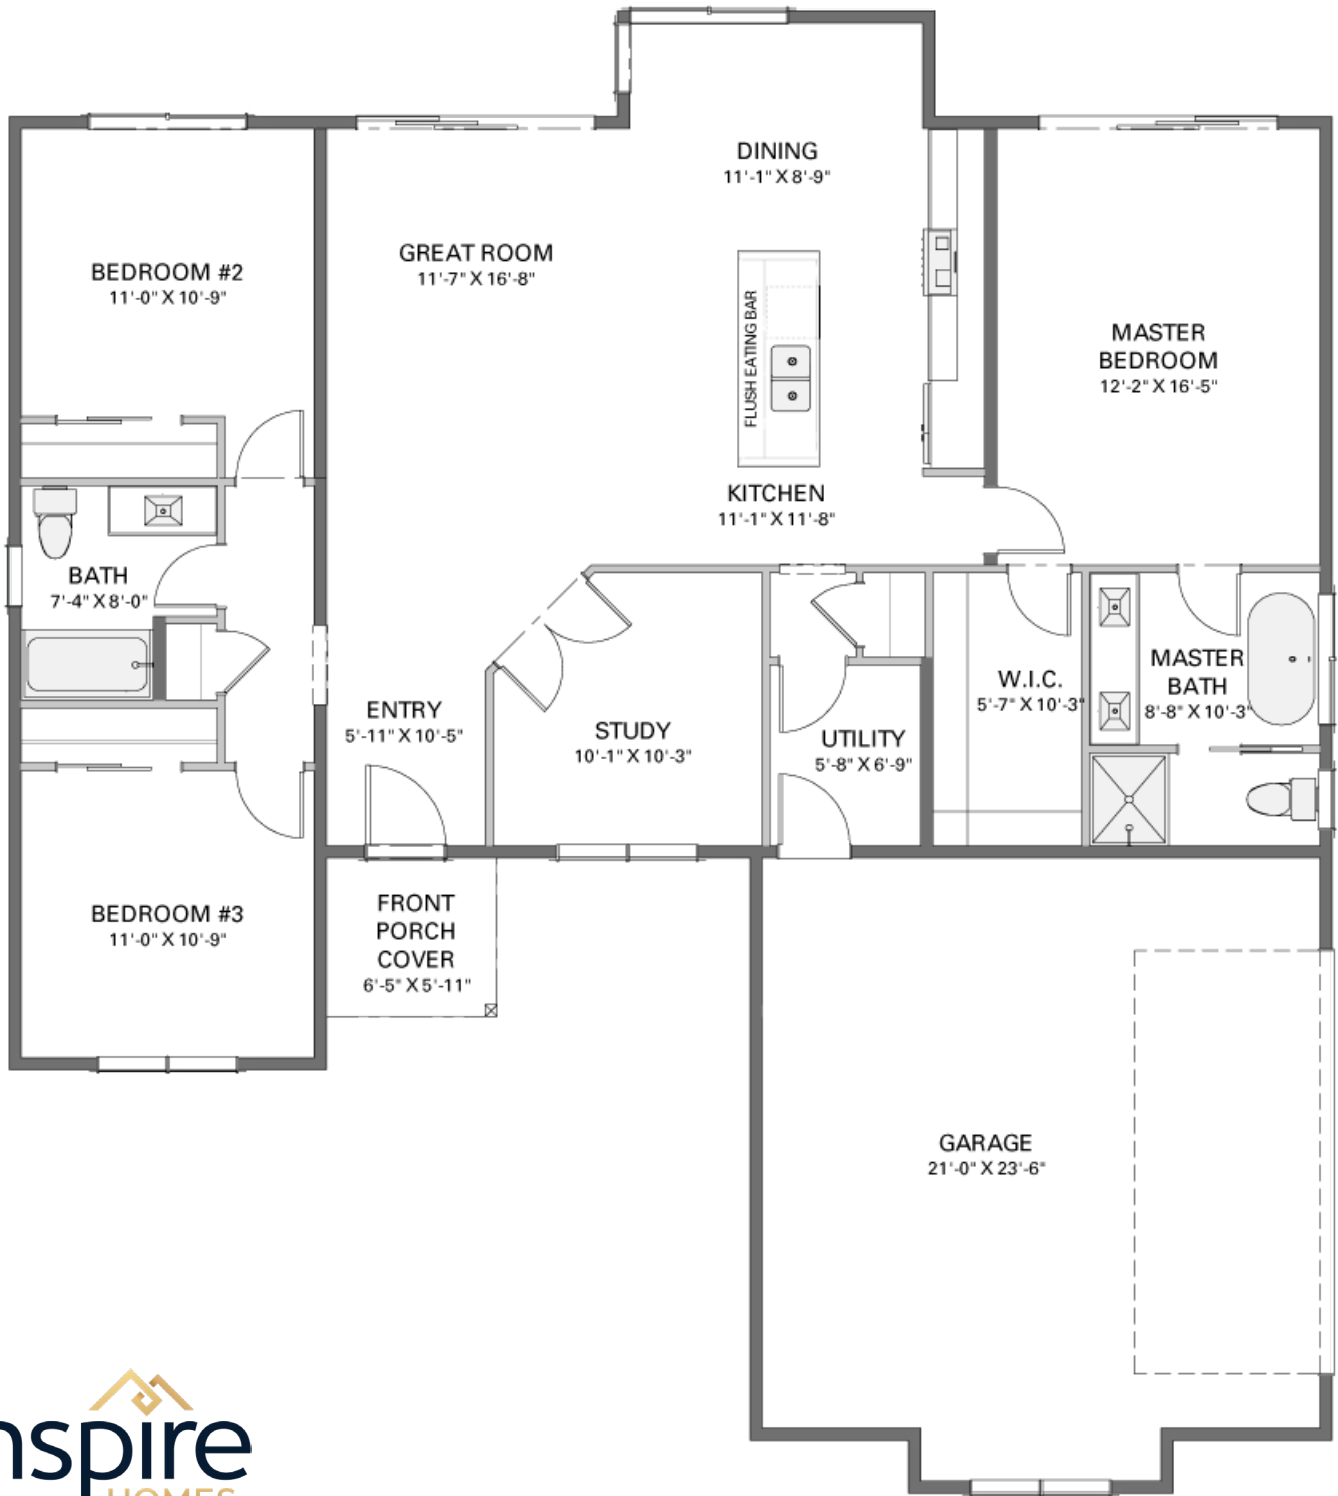 DINING
11'-1" X 8'-9"
GREAT ROOM
11'-7" X 16'-8"
BEDROOM #2
11'-0" X 10'-9"
FLUSH EATING BAR
MASTER
BEDROOM
12'-2" X 16'-5"
KITCHEN
11'-1" X 11'-8"
BATH
7'-4" X 8'-0"
MASTER
BATH
8'-8" X 10'-3"
W.I.C.
5'-7" X 10'-3"
ENTRY
5'-11" X 10'-5"
STUDY
10'-1" X 10'-3"
UTILITY
5'-8" X 6'-9"
BEDROOM #3
11'-0" X 10'-9"
FRONT
PORCH
COVER
6'-5" X 5'-11"
GARAGE
21'-0" X 23'-6"
nspire
HOMES